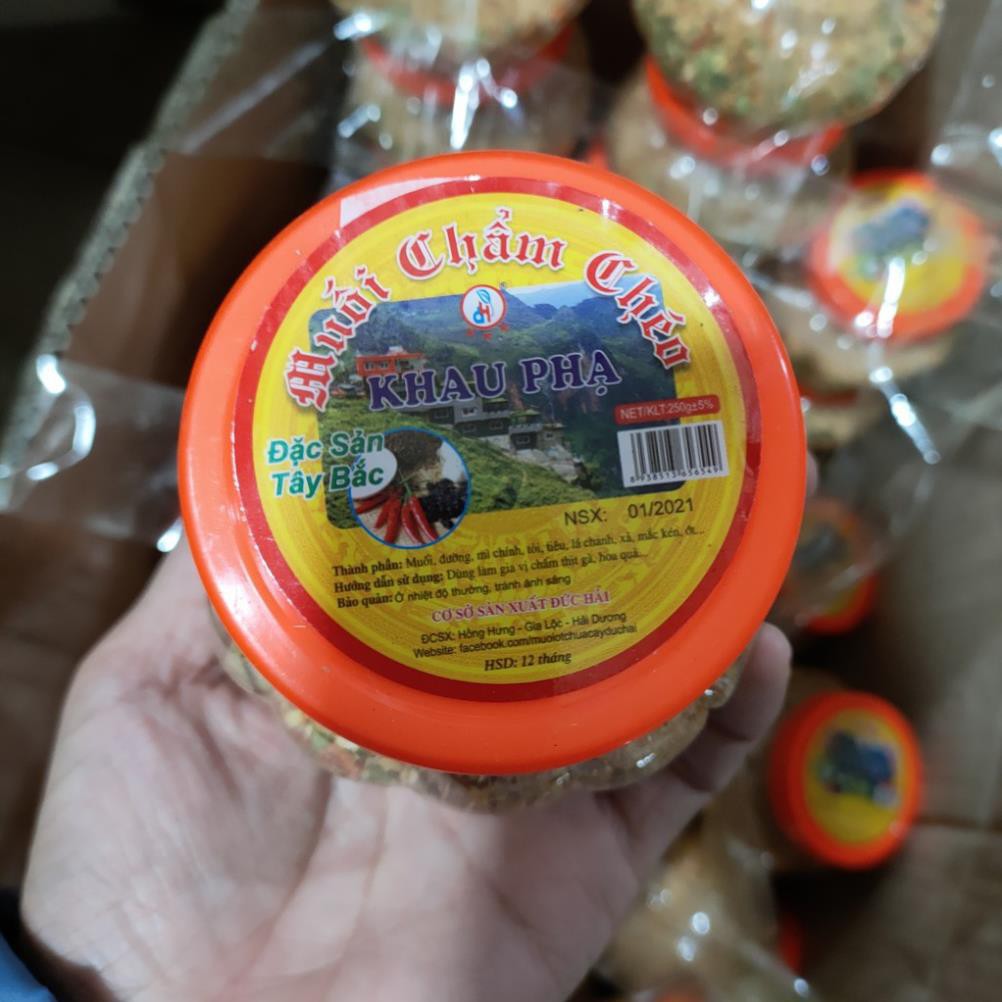 Muối Chẩm Chéo
KHAU PHẠ
NET/KLT:250g±5%
8 938513 636549
Đặc Sản
Tây Bắc
NSX: 01/2021
Thành phần: Muối, đường, mì chính, tỏi, tiêu, lá chanh, xả, mắc kén, ớt...
Hướng dẫn sử dụng: Dùng làm gia vị chấm thịt gà, hoa quả...
Bảo quản: Ở nhiệt độ thường, tránh ánh sáng
CƠ SỞ SẢN XUẤT ĐỨC HẢI
ĐCSX: Hồng Hưng - Gia Lộc - Hải Dương
Website: facebook.com/muoiotchuacayduchai
HSD: 12 tháng